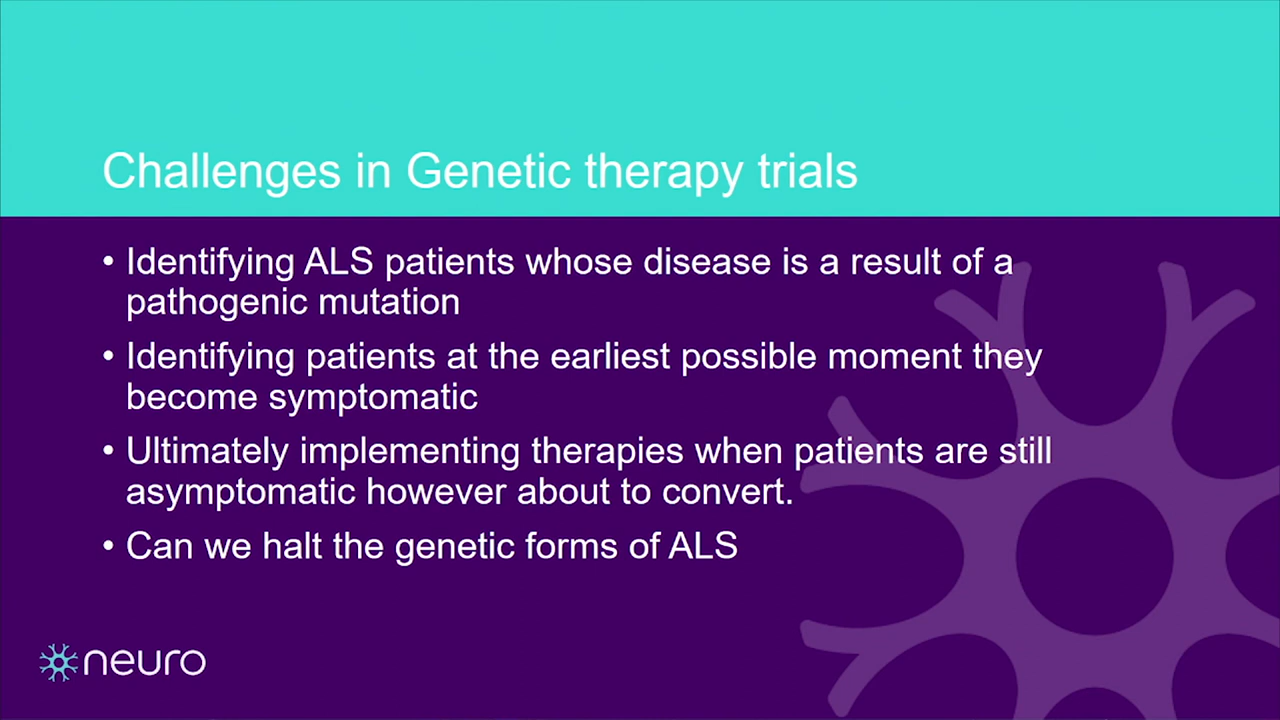 Challenges in Genetic therapy trials
• Identifying ALS patients whose disease is a result of a
pathogenic mutation
• Identifying patients at the earliest possible moment they
become symptomatic
• Ultimately implementing therapies when patients are still
asymptomatic however about to convert.
• Can we halt the genetic forms of ALS
neuro